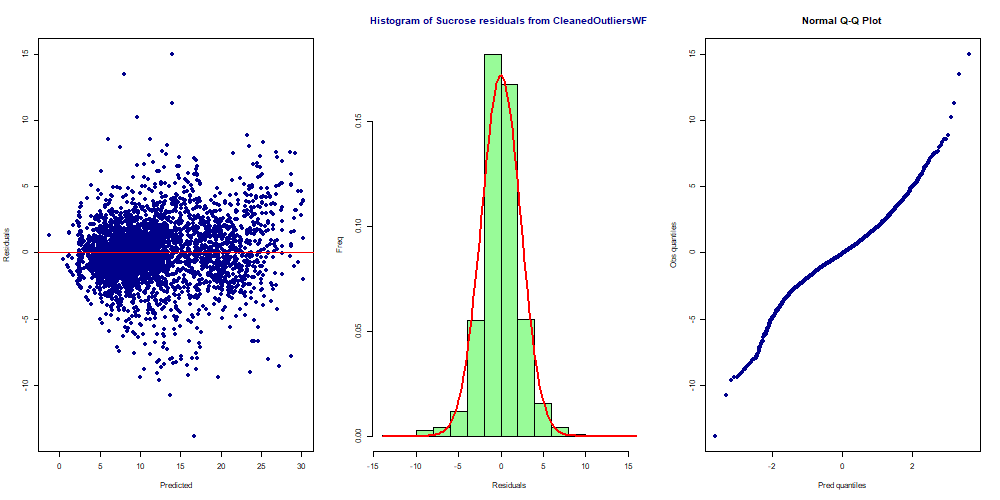 Histogram of Sucrose residuals from CleanedOutliersWF
Normal Q-Q Plot
Residuals
15
10
5
0
-5
-10
0 5 10 15 20 25 30
Predicted
Freq
0.15
0.10
0.05
0.00
-15 -10 -5 0 5 10 15
Residuals
Obs quantiles
15
10
5
0
-5
-10
-2 0 2
Pred quantiles